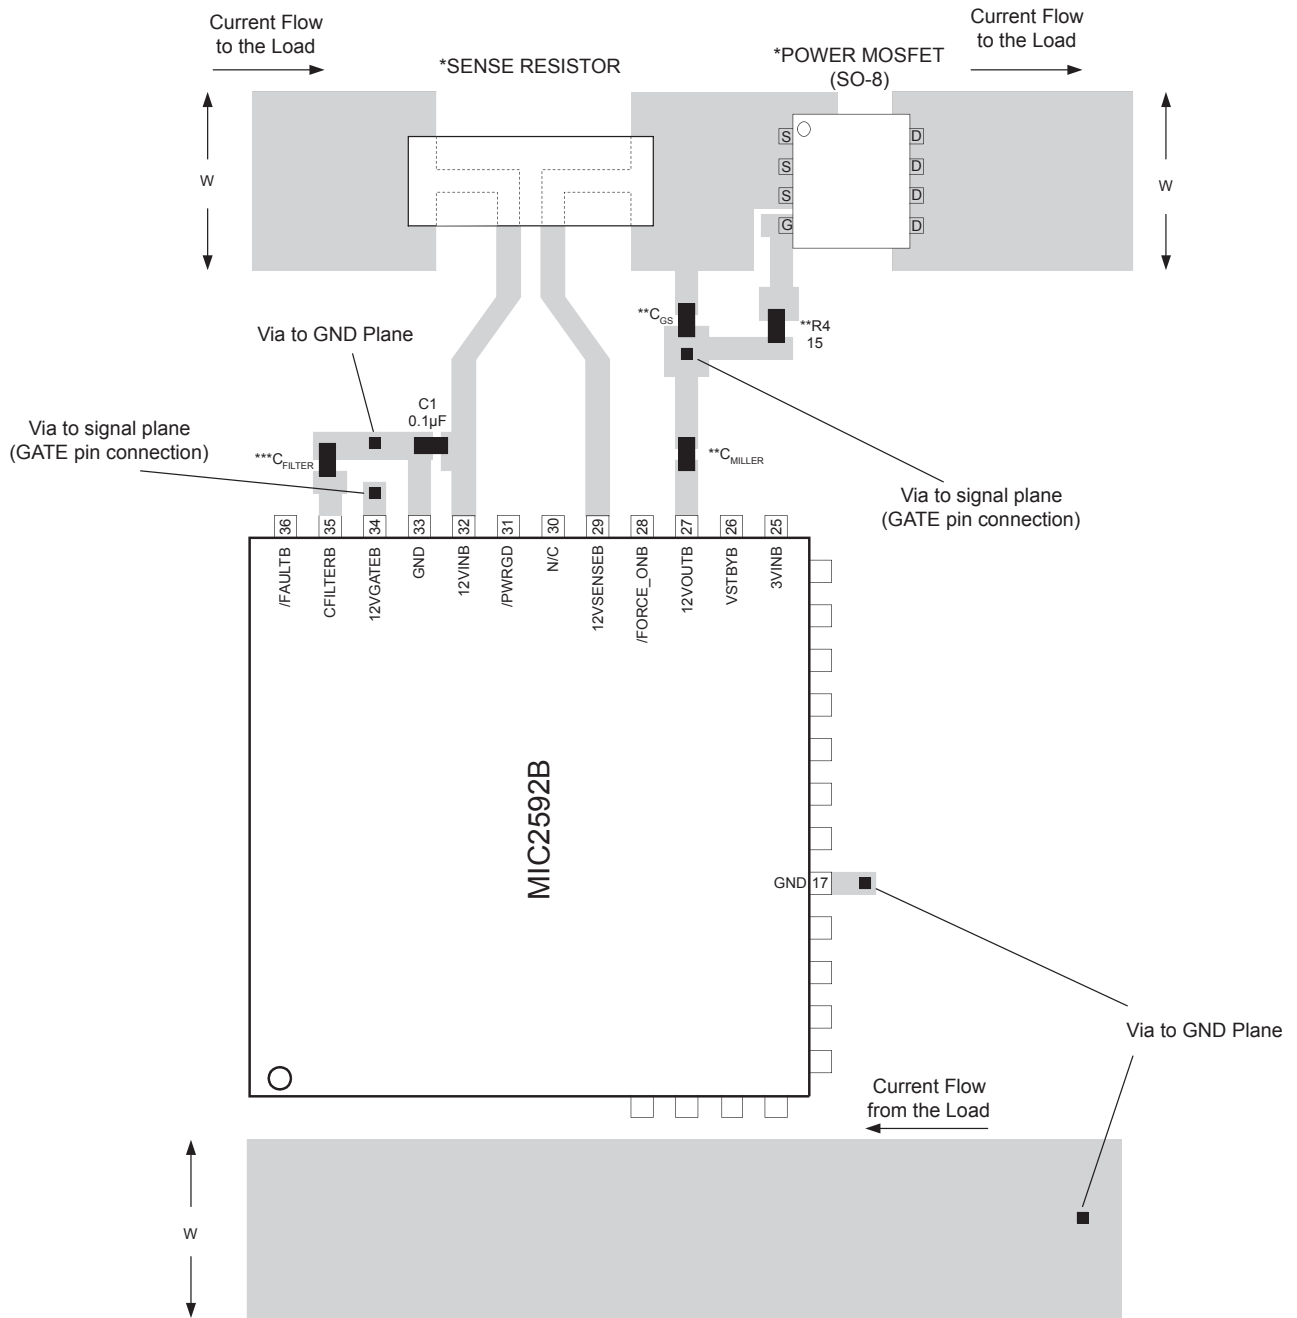 Current Flow
to the Load
*SENSE RESISTOR
*POWER MOSFET
(SO-8)
Current Flow
to the Load
W
S
S
S
G
D
D
D
D
W
**CGS
**R4
15
Via to GND Plane
C1
0.1µF
Via to signal plane
(GATE pin connection)
***CFILTER
**CMILLER
Via to signal plane
(GATE pin connection)
36
35
34
33
32
31
30
29
28
27
26
25
/FAULTB
CFILTERB
12VGATEB
GND
12VINB
/PWRGD
N/C
12VSENSEB
/FORCE_ONB
12VOUTB
VSTBYB
3VINB
MIC2592B
GND 17
Via to GND Plane
Current Flow
from the Load
W